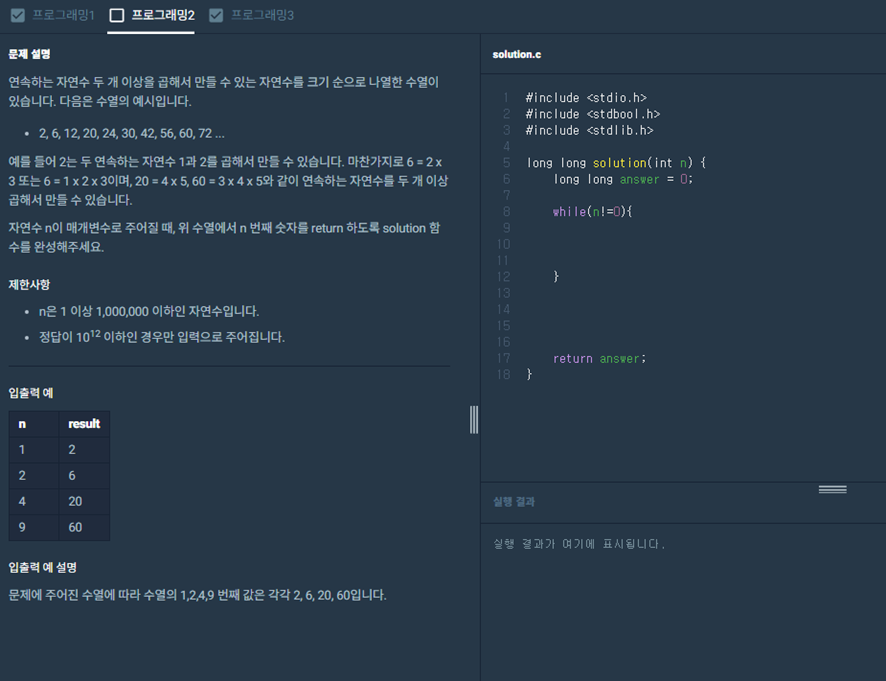 프로그래밍1 프로그래밍2 프로그래밍3
문제 설명
연속하는 자연수 두 개 이상을 곱해서 만들 수 있는 자연수를 크기 순으로 나열한 수열이
있습니다. 다음은 수열의 예시입니다.
• 2, 6, 12, 20, 24, 30, 42, 56, 60, 72 ...
예를 들어 2는 두 연속하는 자연수 1과 2를 곱해서 만들 수 있습니다. 마찬가지로 6 = 2 x
3 또는 6 = 1 x 2 x 3이며, 20 = 4 x 5, 60 = 3 x 4 x 5와 같이 연속하는 자연수를 두 개 이상
곱해서 만들 수 있습니다.
자연수 n이 매개변수로 주어질 때, 위 수열에서 n 번째 숫자를 return 하도록 solution 함
수를 완성해주세요.
제한사항
• n은 1 이상 1,000,000 이하인 자연수입니다.
• 정답이 10¹² 이하인 경우만 입력으로 주어집니다.
입출력 예
n result
1 2
2 6
4 20
9 60
입출력 예 설명
문제에 주어진 수열에 따라 수열의 1,2,4,9 번째 값은 각각 2, 6, 20, 60입니다.
solution.c
1 #include <stdio.h>
2 #include <stdbool.h>
3 #include <stdlib.h>
4
5 long long solution(int n) {
6     long long answer = 0;
7
8     while(n!=0){
9
10
11
12     }
13
14
15
16
17     return answer;
18 }
실행 결과
실행 결과가 여기에 표시됩니다.